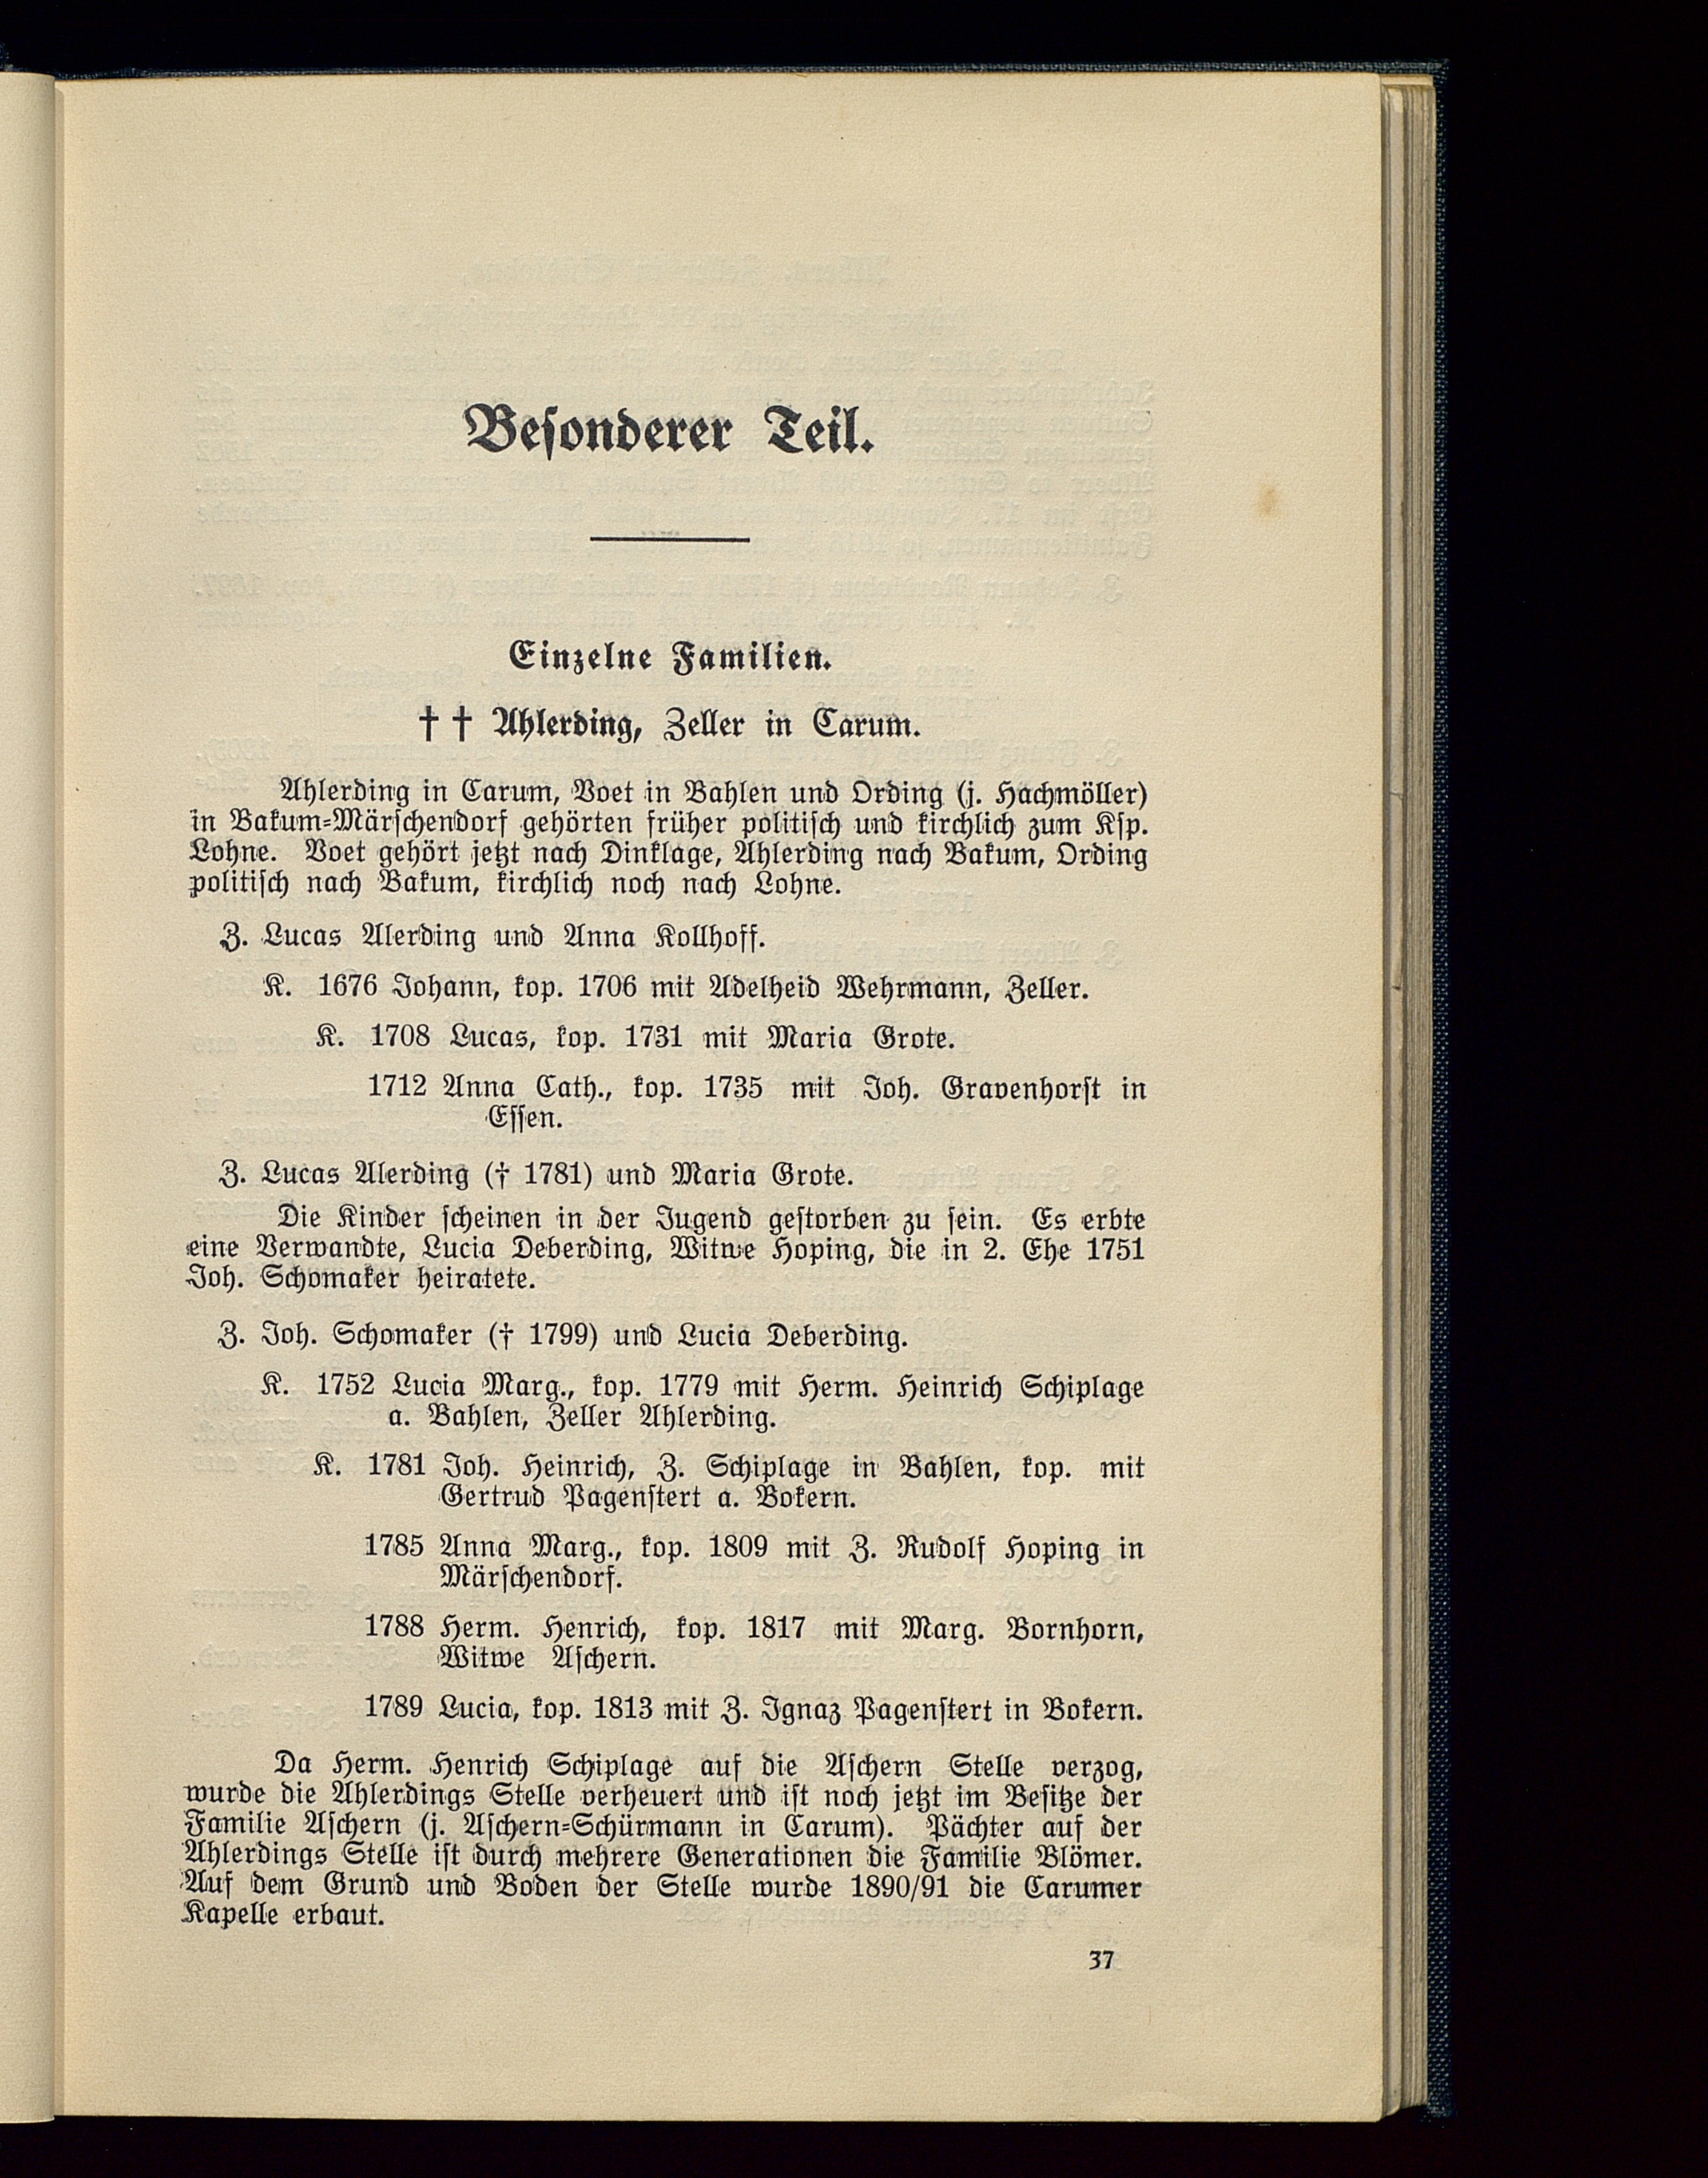 Besonderer Teil.
Einzelne Familien.
†† Ahlerding, Zeller in Carum.
Ahlerding in Carum, Voet in Bahlen und Ording (j. Hachmöller)
in Bakum-Märschendorf gehörten früher politisch und kirchlich zum Ksp.
Lohne. Voet gehört jetzt nach Dinklage, Ahlerding nach Bakum, Ording
politisch nach Bakum, kirchlich noch nach Lohne.
Z. Lucas Alerding und Anna Kollhoff.
K. 1676 Johann, kop. 1706 mit Adelheid Wehrmann, Zeller.
K. 1708 Lucas, kop. 1731 mit Maria Grote.
1712 Anna Cath., kop. 1735 mit Joh. Gravenhorst in
Essen.
Z. Lucas Alerding († 1781) und Maria Grote.
Die Kinder scheinen in der Jugend gestorben zu sein. Es erbte
eine Verwandte, Lucia Deberding, Witwe Hoping, die in 2. Ehe 1751
Joh. Schomaker heiratete.
Z. Joh. Schomaker († 1799) und Lucia Deberding.
K. 1752 Lucia Marg., kop. 1779 mit Herm. Heinrich Schiplage
a. Bahlen, Zeller Ahlerding.
K. 1781 Joh. Heinrich, Z. Schiplage in Bahlen, kop. mit
Gertrud Pagenstert a. Bokern.
1785 Anna Marg., kop. 1809 mit Z. Rudolf Hoping in
Märschendorf.
1788 Herm. Henrich, kop. 1817 mit Marg. Bornhorn,
Witwe Aschern.
1789 Lucia, kop. 1813 mit Z. Ignaz Pagenstert in Bokern.
Da Herm. Henrich Schiplage auf die Aschern Stelle verzog,
wurde die Ahlerdings Stelle verheuert und ist noch jetzt im Besitze der
Familie Aschern (j. Aschern-Schürmann in Carum). Pächter auf der
Ahlerdings Stelle ist durch mehrere Generationen die Familie Blömer.
Auf dem Grund und Boden der Stelle wurde 1890/91 die Carumer
Kapelle erbaut.
37